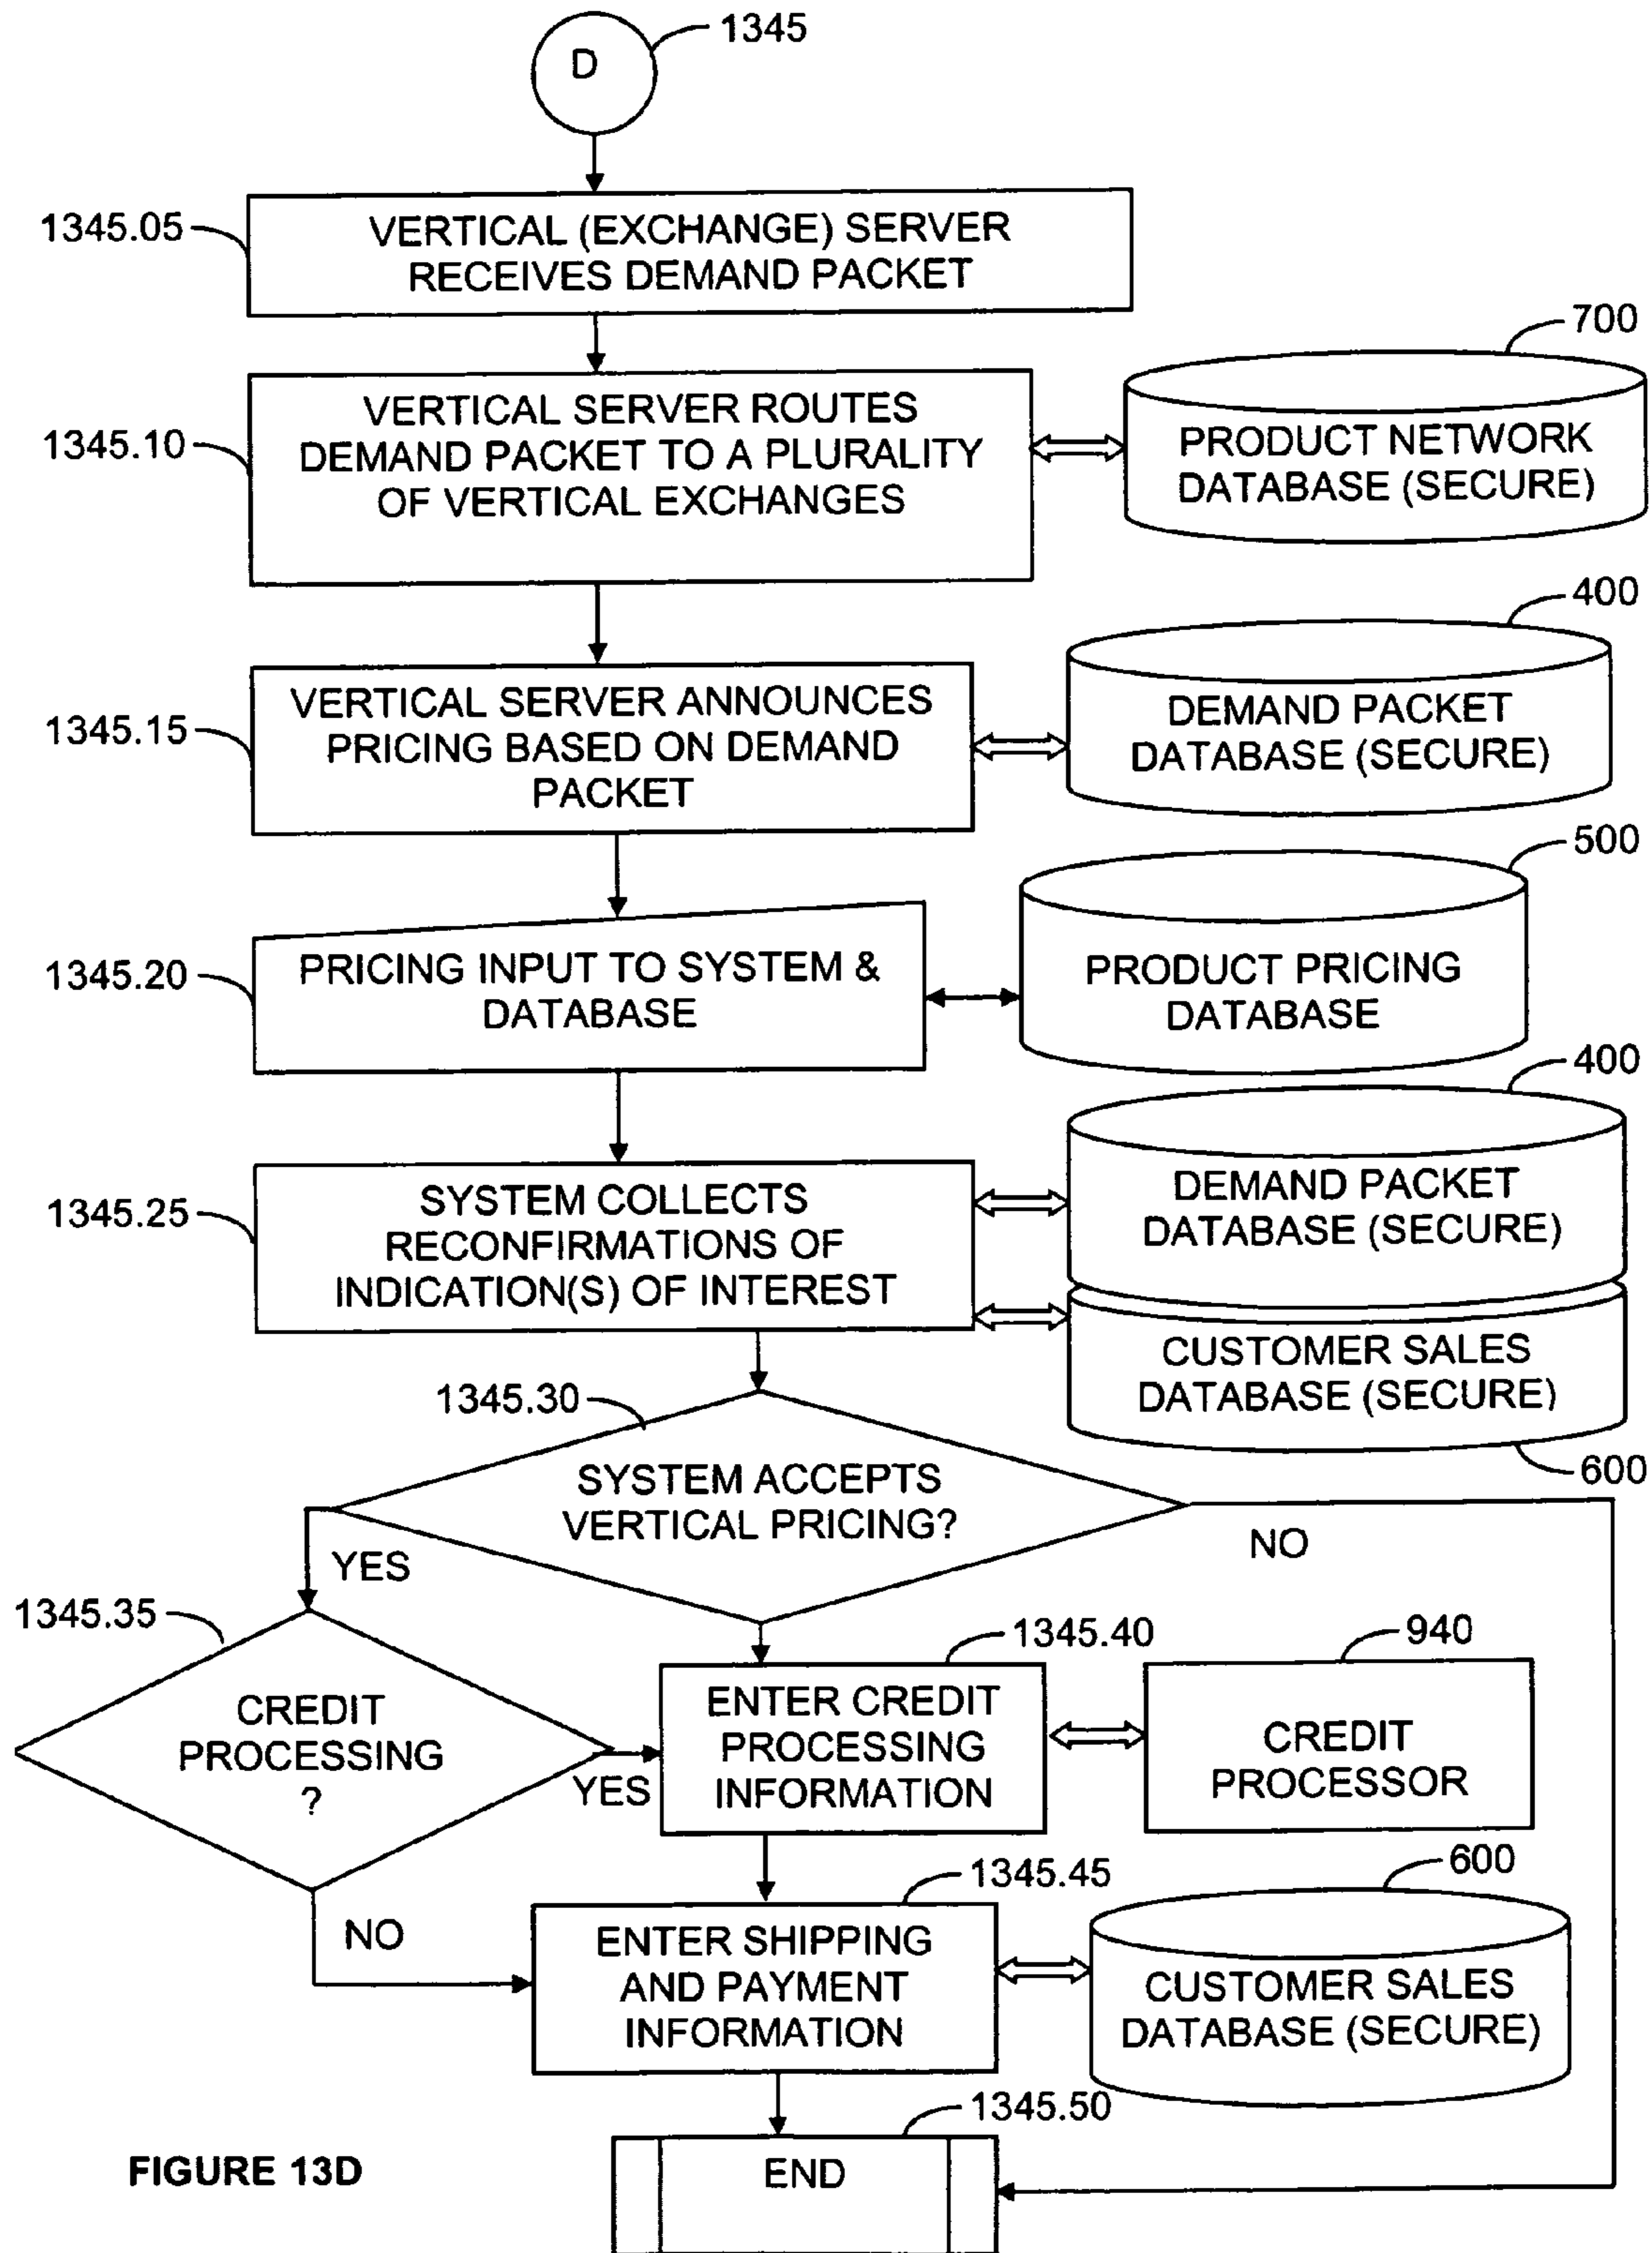 D
1345
1345.05
VERTICAL (EXCHANGE) SERVER
RECEIVES DEMAND PACKET
700
1345.10
VERTICAL SERVER ROUTES
DEMAND PACKET TO A PLURALITY
OF VERTICAL EXCHANGES
PRODUCT NETWORK
DATABASE (SECURE)
400
1345.15
VERTICAL SERVER ANNOUNCES
PRICING BASED ON DEMAND
PACKET
DEMAND PACKET
DATABASE (SECURE)
500
1345.20
PRICING INPUT TO SYSTEM &
DATABASE
PRODUCT PRICING
DATABASE
400
1345.25
SYSTEM COLLECTS
RECONFIRMATIONS OF
INDICATION(S) OF INTEREST
DEMAND PACKET
DATABASE (SECURE)
CUSTOMER SALES
DATABASE (SECURE)
600
1345.30
SYSTEM ACCEPTS
VERTICAL PRICING?
YES
NO
1345.35
CREDIT
PROCESSING
?
YES
1345.40
ENTER CREDIT
PROCESSING
INFORMATION
940
CREDIT
PROCESSOR
NO
1345.45
ENTER SHIPPING
AND PAYMENT
INFORMATION
600
CUSTOMER SALES
DATABASE (SECURE)
1345.50
END
FIGURE 13D